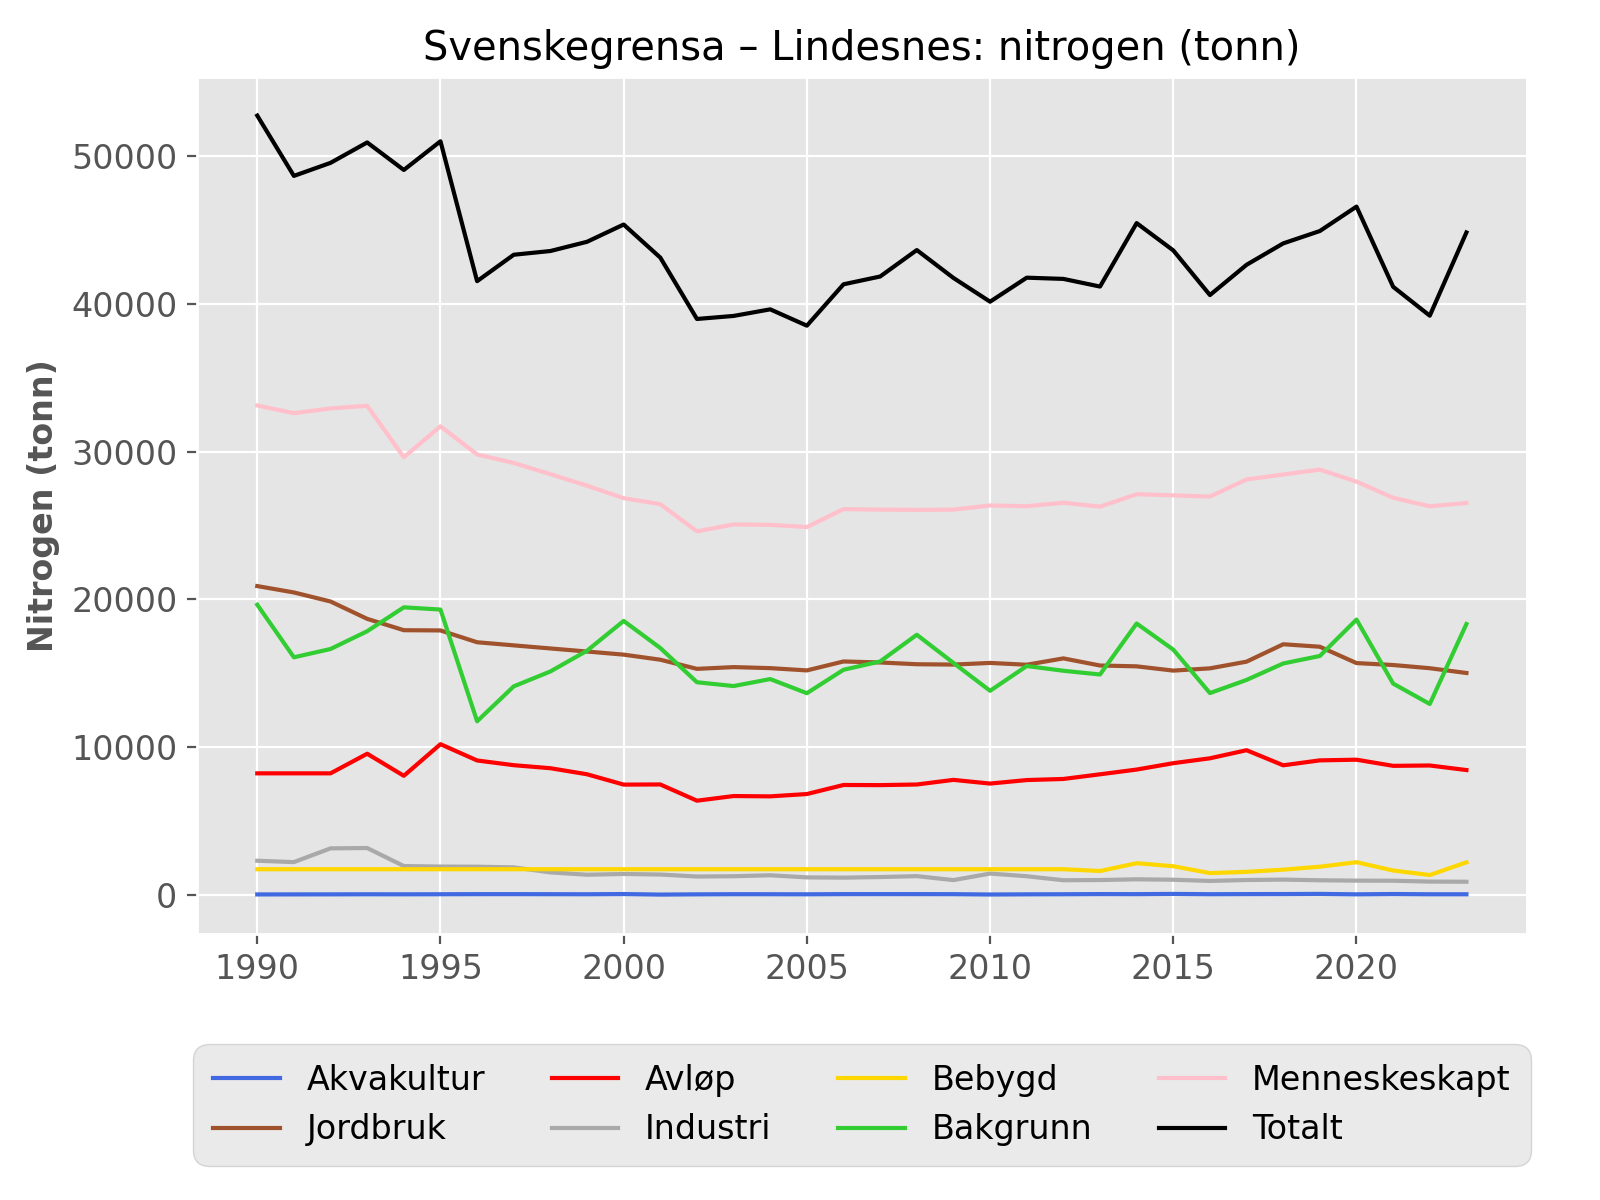 Svenskegrensa – Lindesnes: nitrogen (tonn)
Nitrogen (tonn)
50000
40000
30000
20000
10000
0
1990 1995 2000 2005 2010 2015 2020
Akvakultur Avløp Bebygd Menneskeskapt
Jordbruk Industri Bakgrunn Totalt